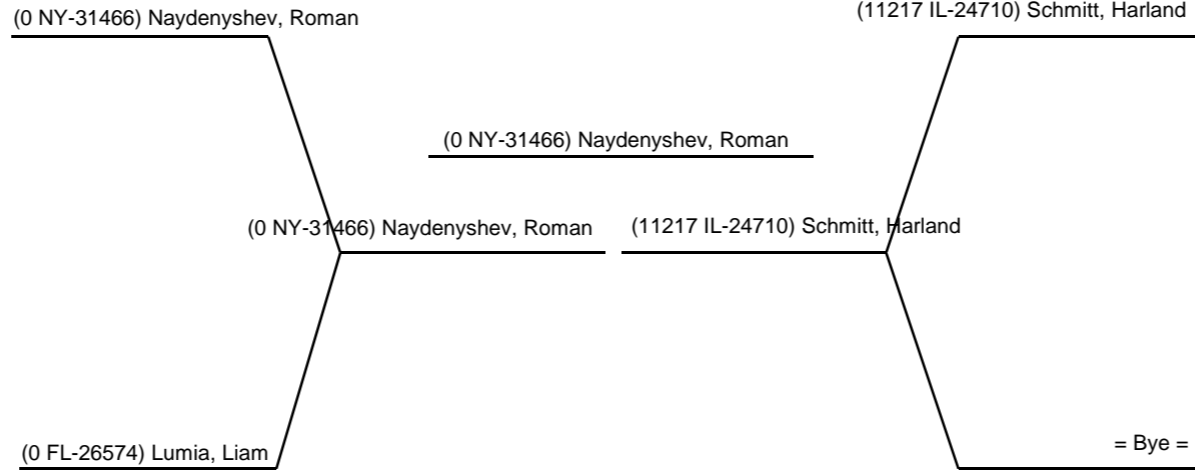 (0 NY-31466) Naydenyshev, Roman
(11217 IL-24710) Schmitt, Harland
(0 NY-31466) Naydenyshev, Roman
(0 NY-31466) Naydenyshev, Roman
(11217 IL-24710) Schmitt, Harland
(0 FL-26574) Lumia, Liam
= Bye =